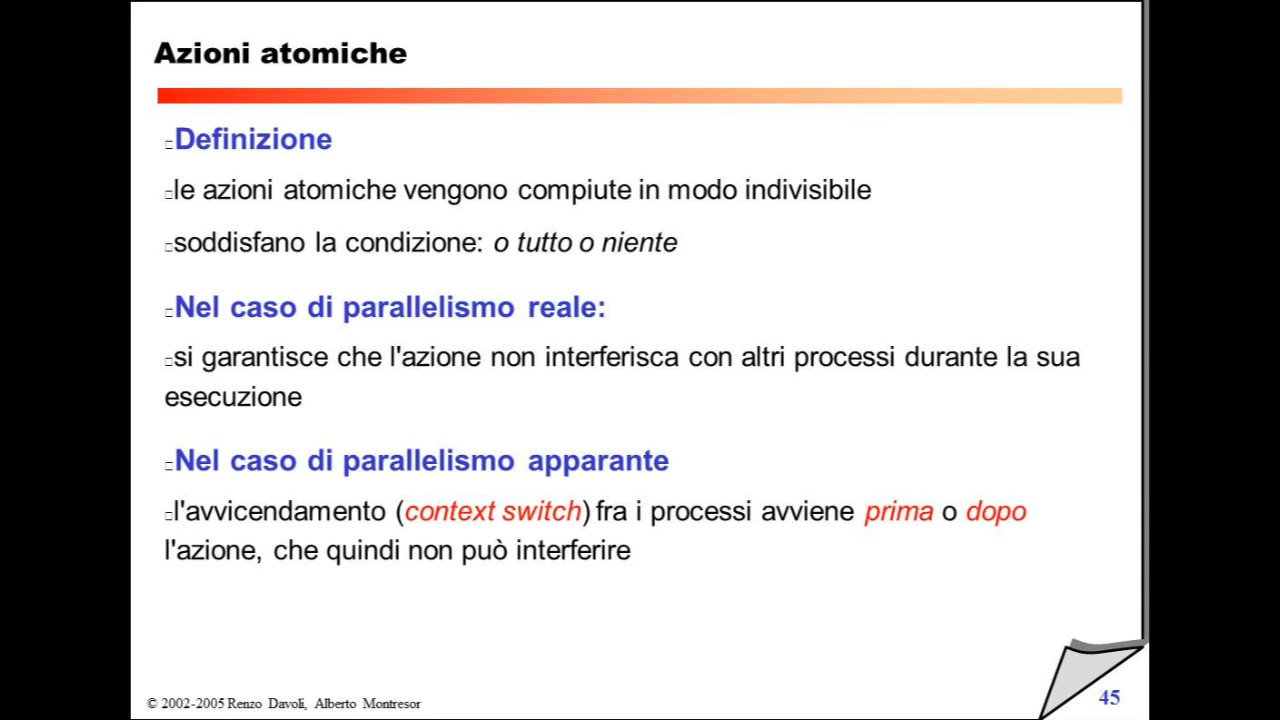 Azioni atomiche
Definizione
le azioni atomiche vengono compiute in modo indivisibile
soddisfano la condizione: o tutto o niente
Nel caso di parallelismo reale:
si garantisce che l'azione non interferisca con altri processi durante la sua
esecuzione
Nel caso di parallelismo apparante
l'avvicendamento (context switch) fra i processi avviene prima o dopo
l'azione, che quindi non può interferire
© 2002-2005 Renzo Davoli, Alberto Montresor
45